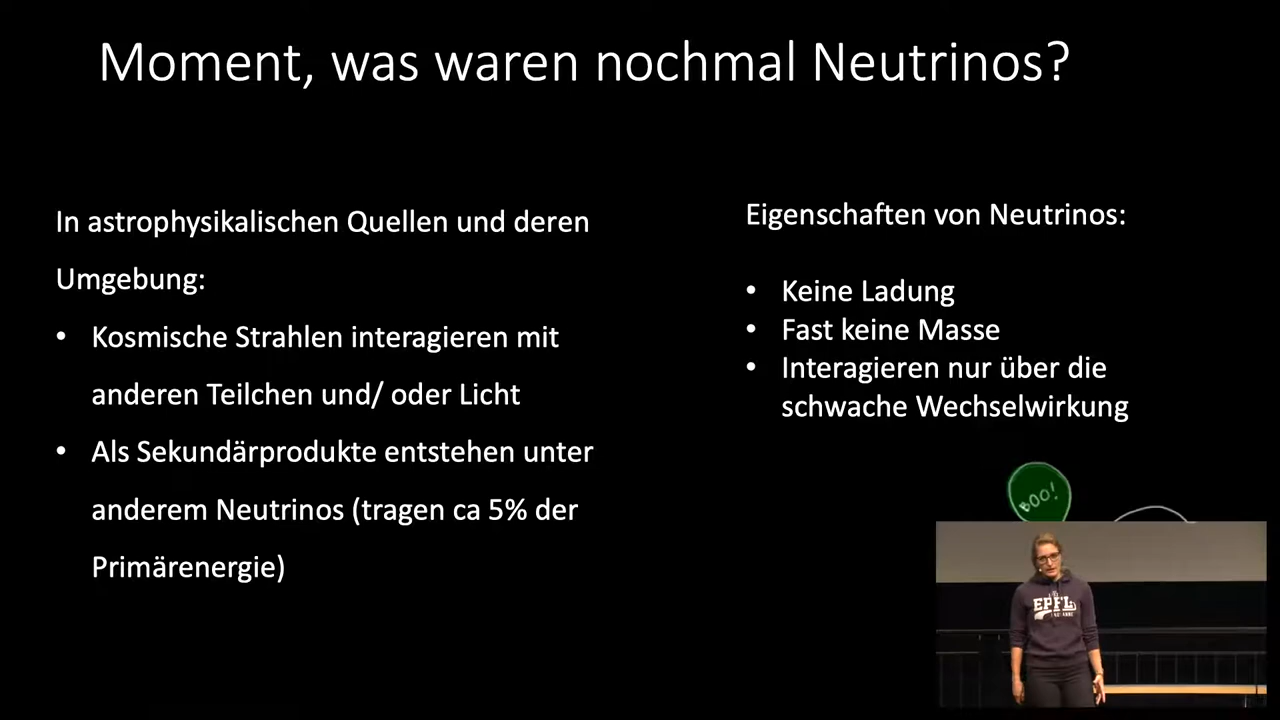 Moment, was waren nochmal Neutrinos?
In astrophysikalischen Quellen und deren
Umgebung:
• Kosmische Strahlen interagieren mit
anderen Teilchen und/ oder Licht
• Als Sekundärprodukte entstehen unter
anderem Neutrinos (tragen ca 5% der
Primärenergie)
Eigenschaften von Neutrinos:
• Keine Ladung
• Fast keine Masse
• Interagieren nur über die
schwache Wechselwirkung
BOO!
EPFL